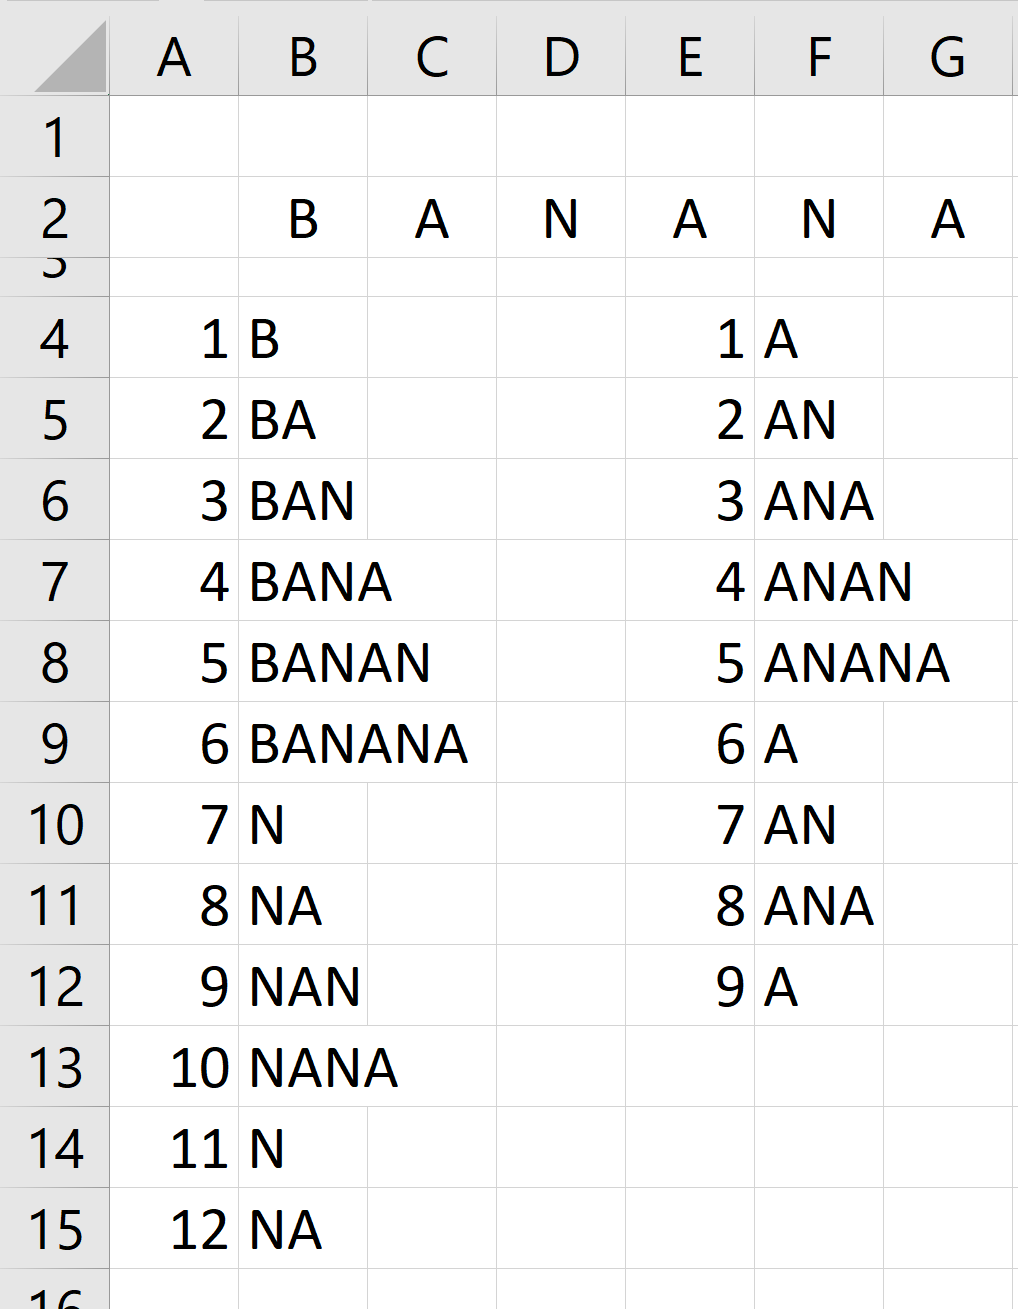 A B C D E F G
1
2 B A N A N A
3
4 1 B 1 A
5 2 BA 2 AN
6 3 BAN 3 ANA
7 4 BANA 4 ANAN
8 5 BANAN 5 ANANA
9 6 BANANA 6 A
10 7 N 7 AN
11 8 NA 8 ANA
12 9 NAN 9 A
13 10 NANA
14 11 N
15 12 NA
16